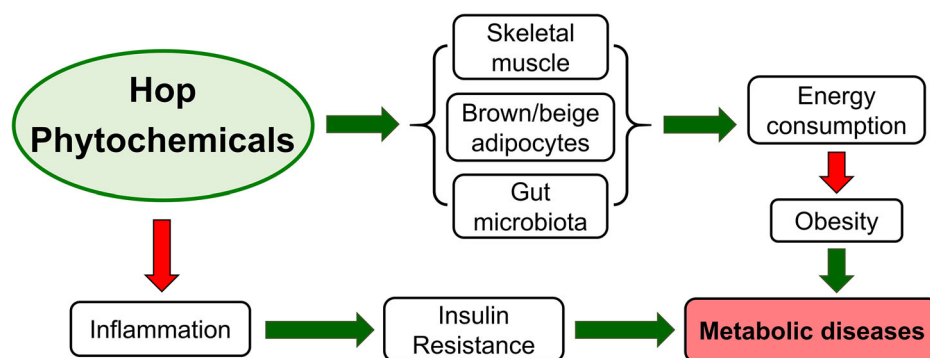 Hop
Phytochemicals
Skeletal
muscle
Brown/beige
adipocytes
Gut
microbiota
Energy
consumption
Obesity
Inflammation
Insulin
Resistance
Metabolic diseases